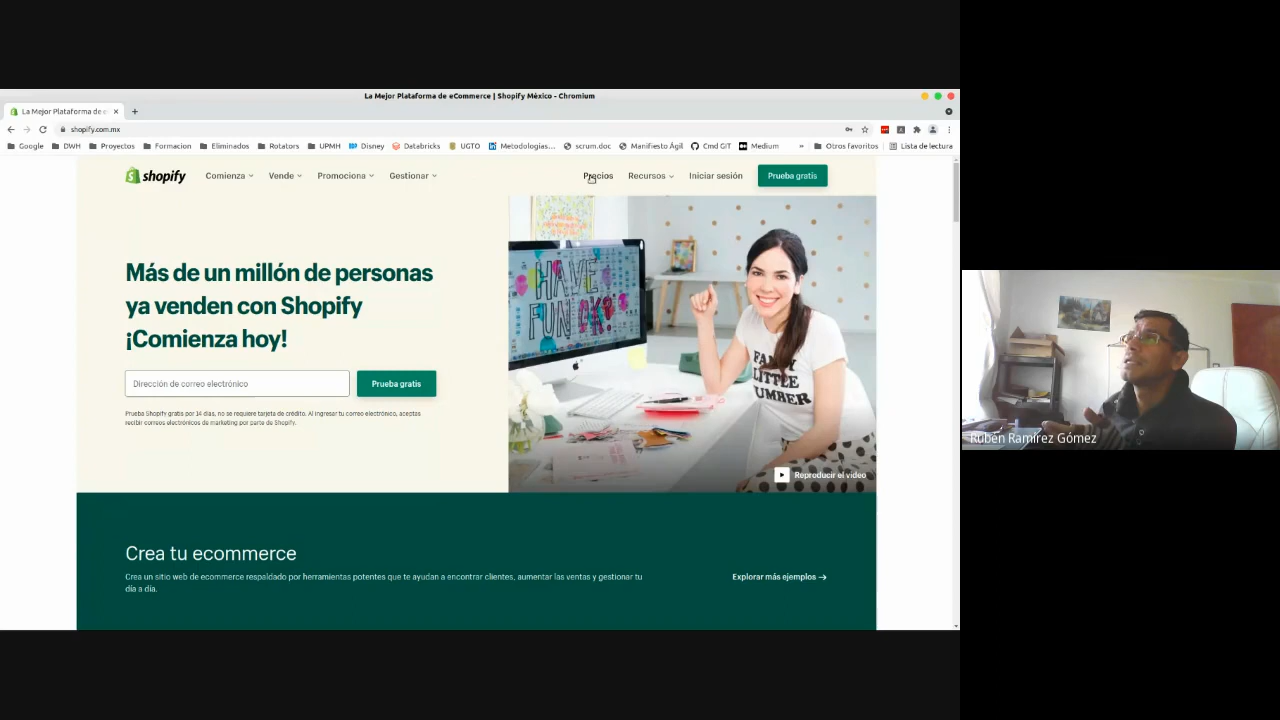 La Mejor Plataforma de eCommerce | Shopify México - Chromium
La Mejor Plataforma de e
shopify.com.mx
Google DWH Proyectos Formacion Eliminados Rotators UPMH Disney Databricks UGTO Metodologías... scrum.doc Manifiesto Ágil Cmd GIT Medium » Otros favoritos Lista de lectura
shopify Comienza Vende Promociona Gestionar Precios Recursos Iniciar sesión Prueba gratis
Más de un millón de personas
ya venden con Shopify
¡Comienza hoy!
Dirección de correo electrónico Prueba gratis
Prueba Shopify gratis por 14 días, no se requiere tarjeta de crédito. Al ingresar tu correo electrónico, aceptas
recibir correos electrónicos de marketing por parte de Shopify.
HAVE
FUN
LITTLE
Reproducir el video
Rubén Ramírez Gómez
Crea tu ecommerce
Crea un sitio web de ecommerce respaldado por herramientas potentes que te ayudan a encontrar clientes, aumentar las ventas y gestionar tu
día a día.
Explorar más ejemplos →